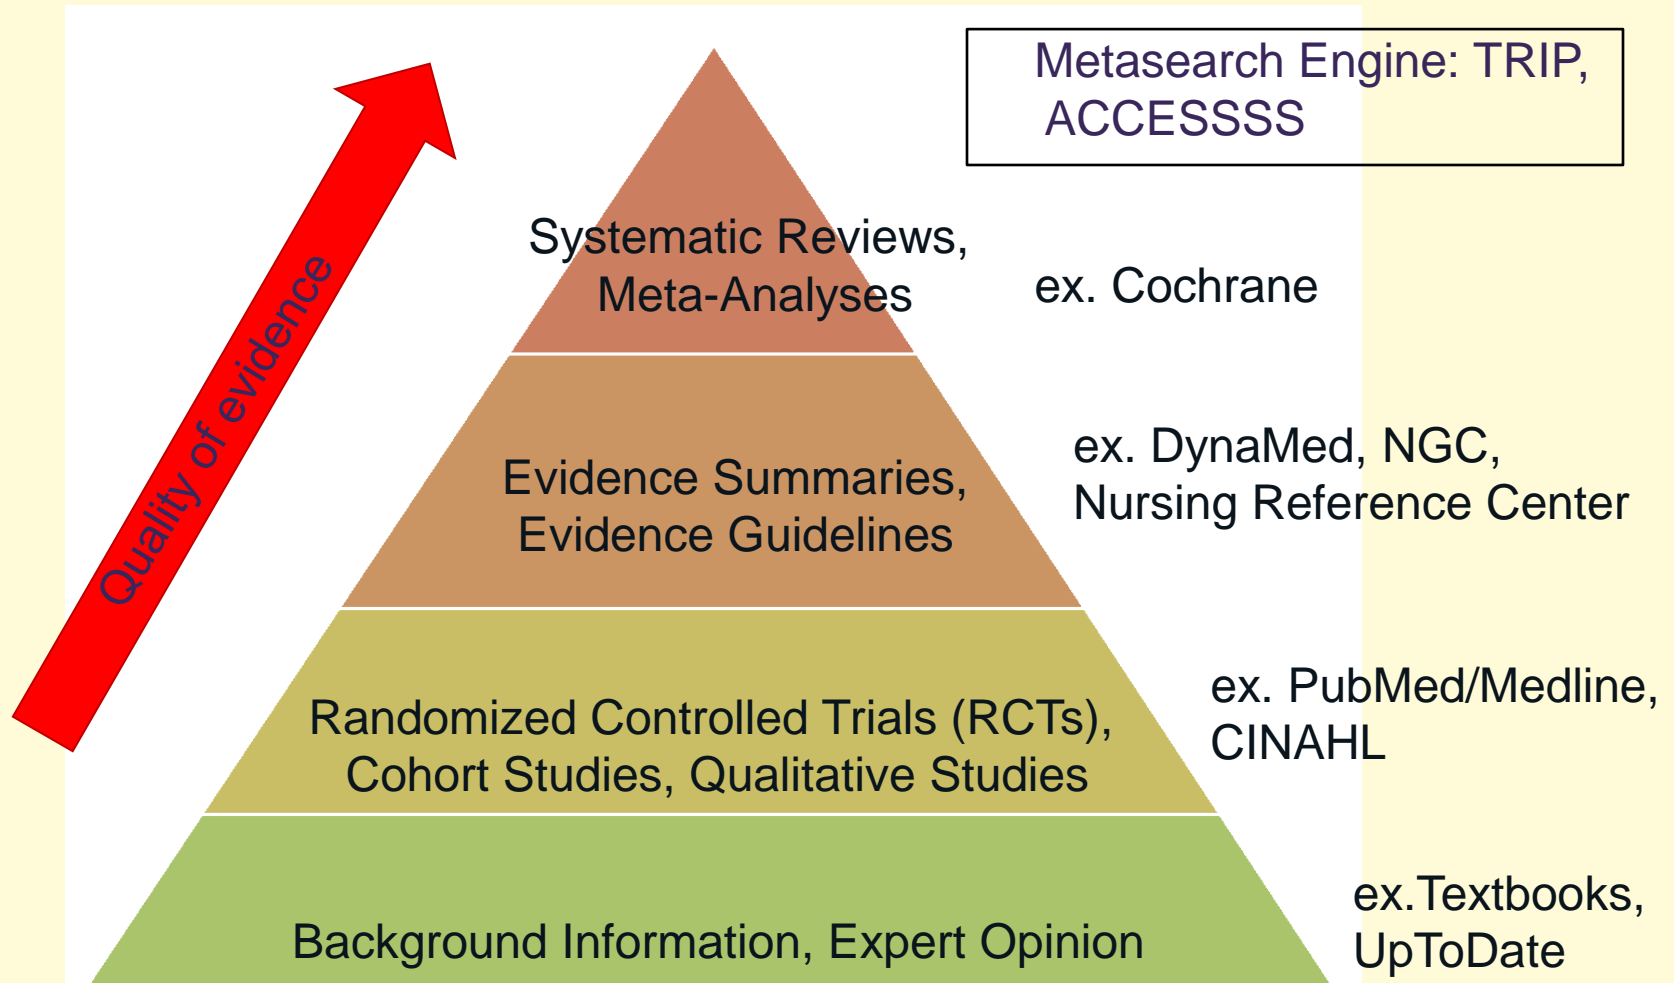 Metasearch Engine: TRIP,
ACCESSSS
Quality of evidence
Systematic Reviews,
Meta-Analyses
ex. Cochrane
Evidence Summaries,
Evidence Guidelines
ex. DynaMed, NGC,
Nursing Reference Center
Randomized Controlled Trials (RCTs),
Cohort Studies, Qualitative Studies
ex. PubMed/Medline,
CINAHL
Background Information, Expert Opinion
ex.Textbooks,
UpToDate